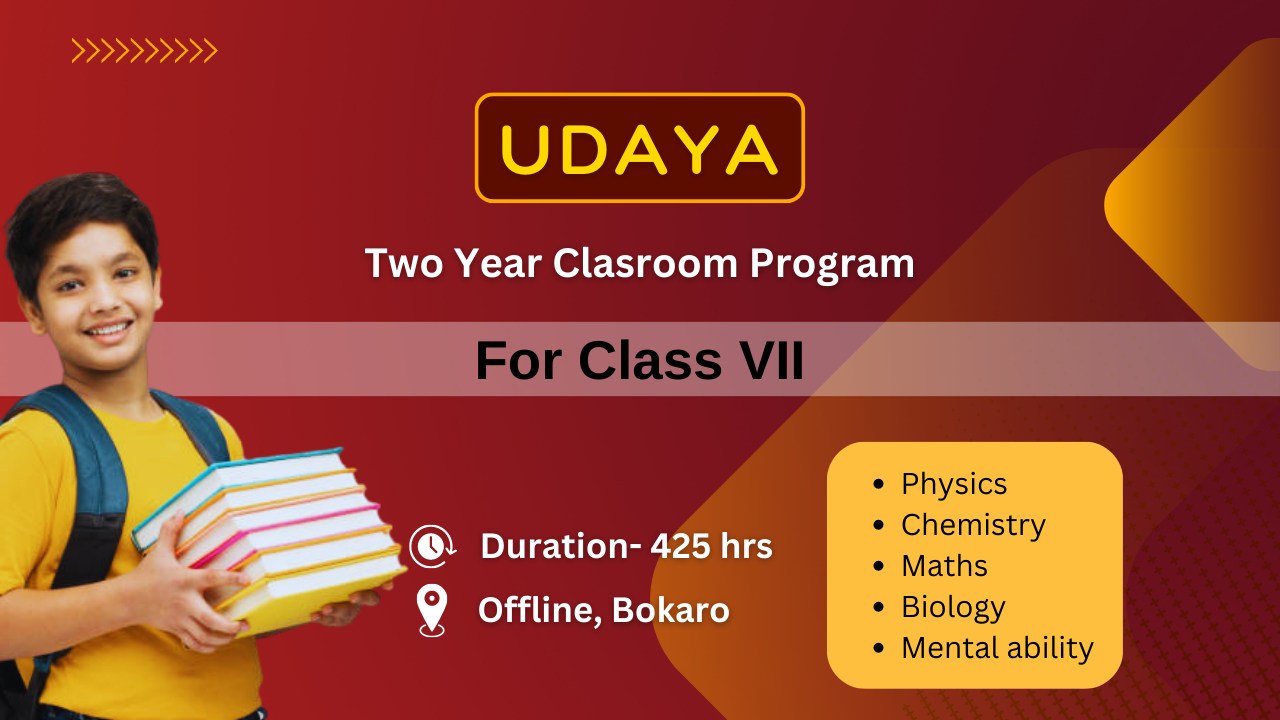 UDAYA
Two Year Clasroom Program
For Class VII
Duration- 425 hrs
Offline, Bokaro
• Physics
• Chemistry
• Maths
• Biology
• Mental ability